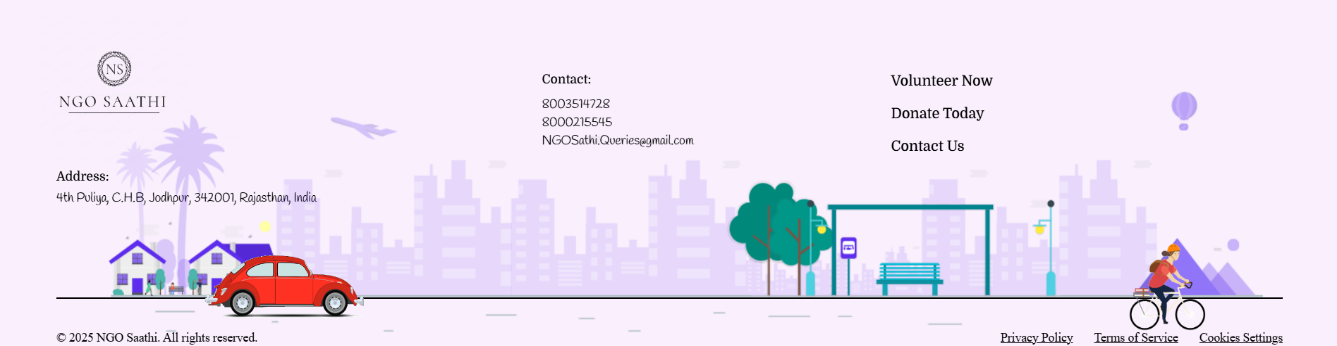 NS
NGO SAATHI
Address:
4th Puliya, C.H.B, Jodhpur, 342001, Rajasthan, India
Contact:
8003514728
8000215545
NGOSathi.Queries@gmail.com
Volunteer Now
Donate Today
Contact Us
© 2025 NGO Saathi. All rights reserved.
Privacy Policy Terms of Service Cookies Settings